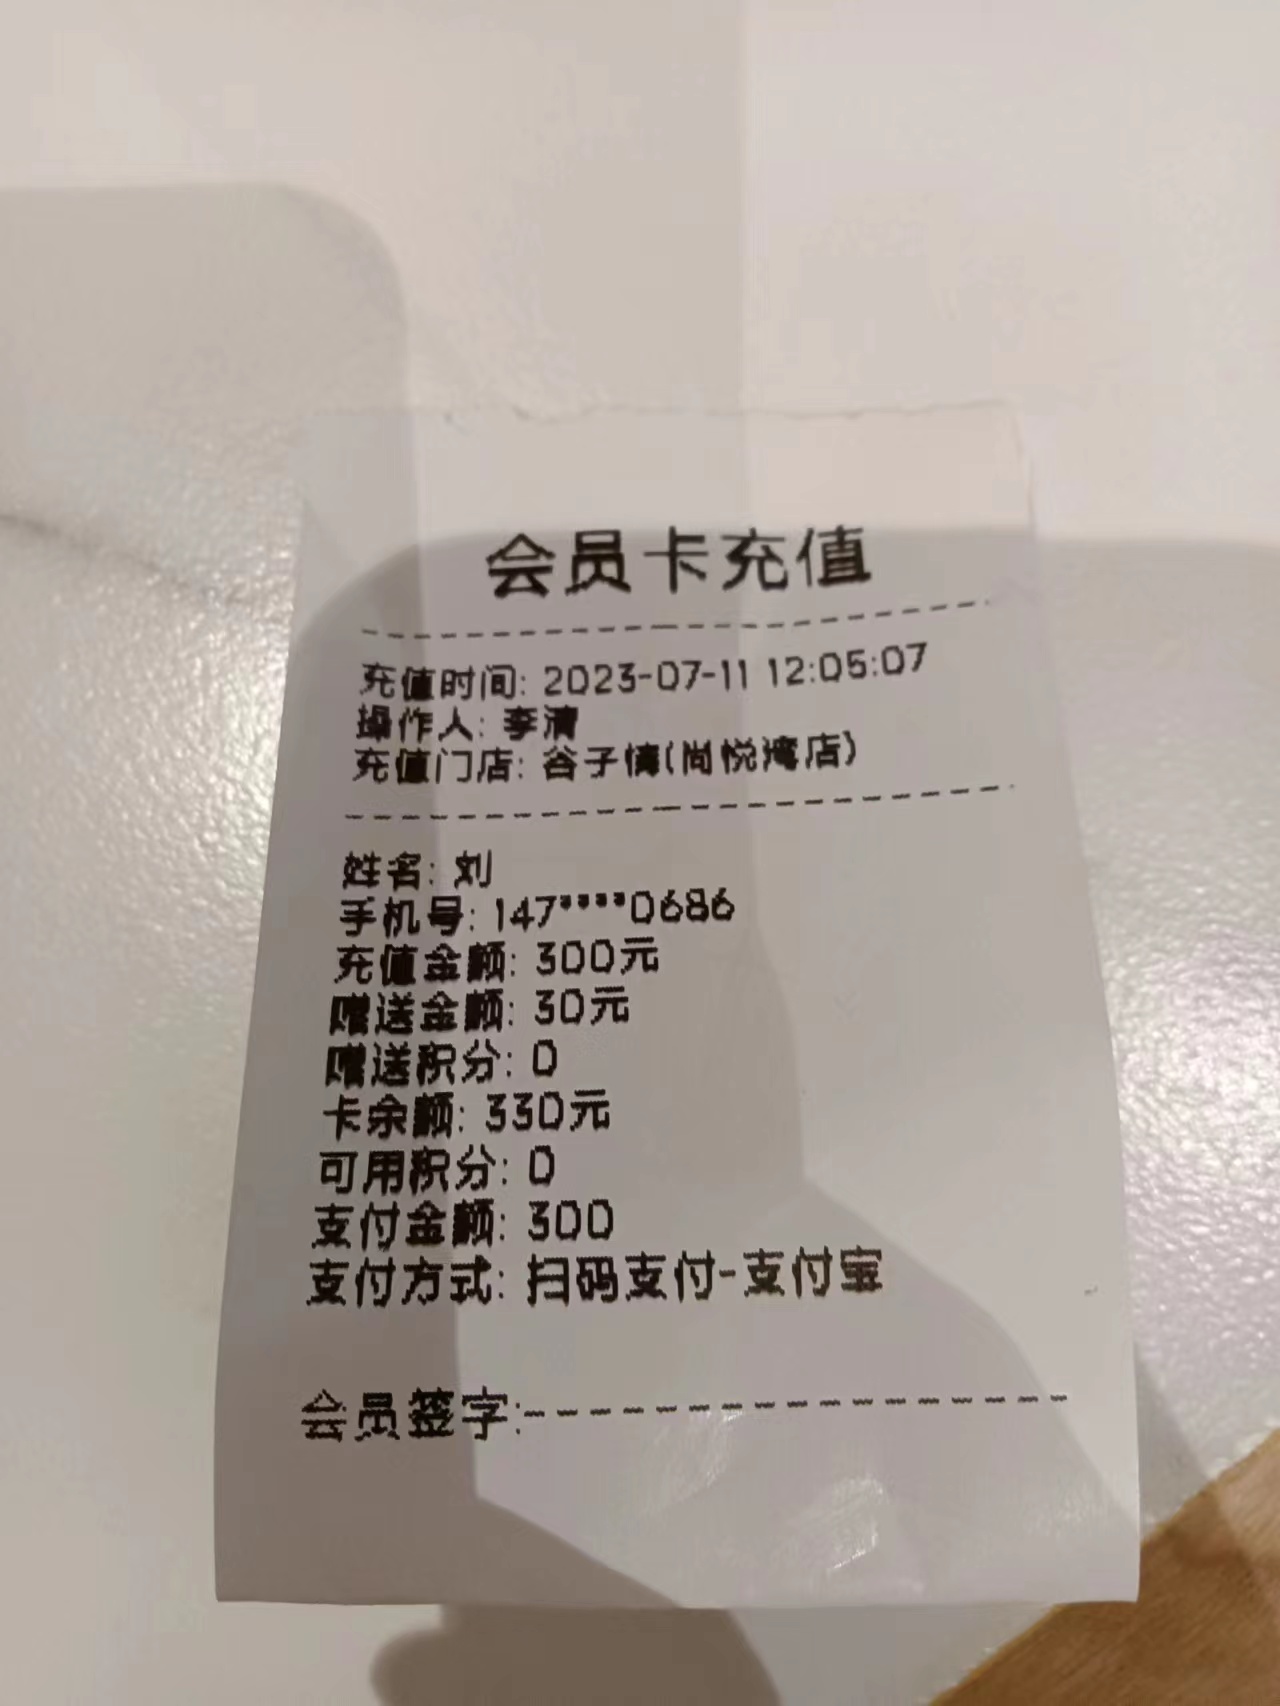 会员卡充值
充值时间: 2023-07-11 12:05:07
操作人: 李清
充值门店: 谷子情(尚悦湾店)
姓名: 刘
手机号: 147****0686
充值金额: 300元
赠送金额: 30元
赠送积分: 0
卡余额: 330元
可用积分: 0
支付金额: 300
支付方式: 扫码支付-支付宝
会员签字: